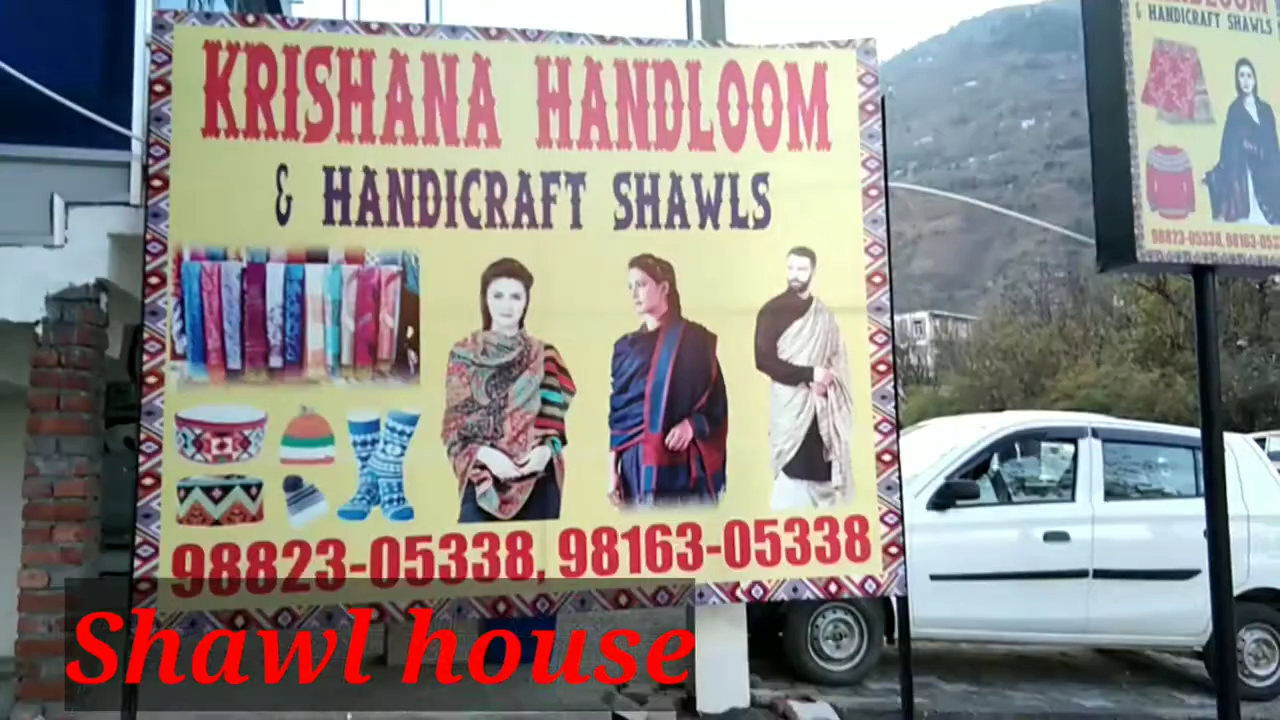 KRISHANA HANDLOOM
& HANDICRAFT SHAWLS
98823-05338, 98163-05338
Shawl house
& HANDICRAFT SHAWLS